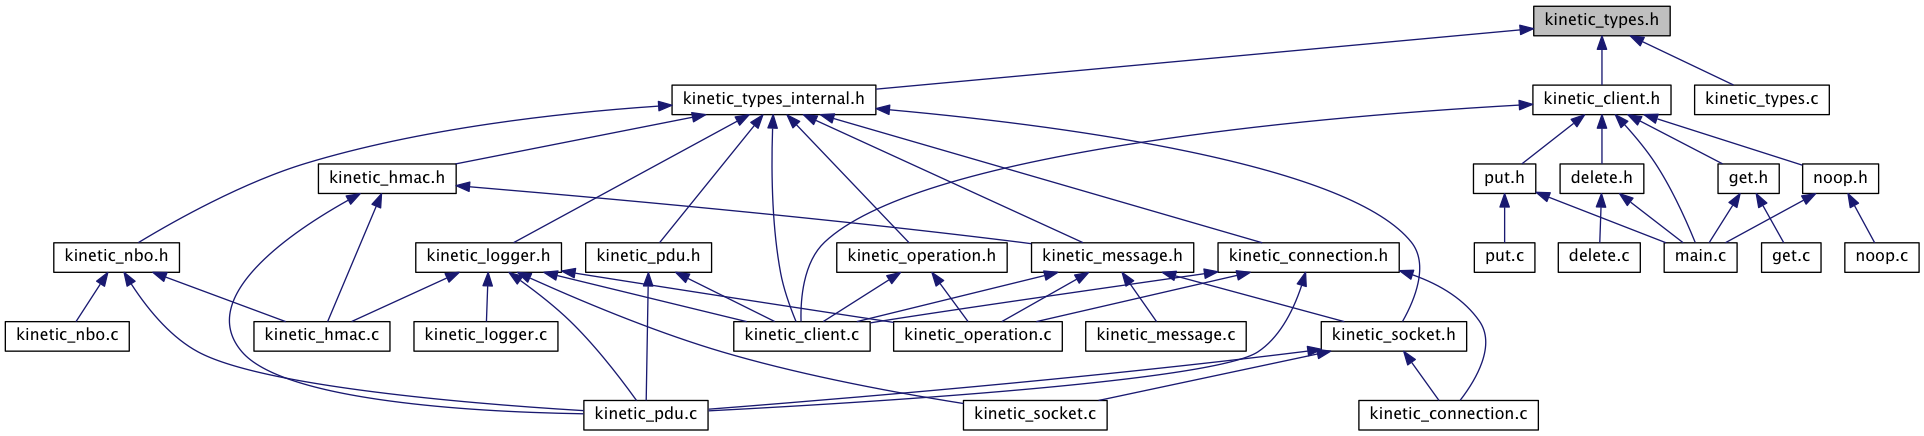 kinetic_types.h
kinetic_types_internal.h
kinetic_client.h
kinetic_types.c
kinetic_hmac.h
put.h
delete.h
get.h
noop.h
kinetic_nbo.h
kinetic_logger.h
kinetic_pdu.h
kinetic_operation.h
kinetic_message.h
kinetic_connection.h
put.c
delete.c
main.c
get.c
noop.c
kinetic_nbo.c
kinetic_hmac.c
kinetic_logger.c
kinetic_client.c
kinetic_operation.c
kinetic_message.c
kinetic_socket.h
kinetic_pdu.c
kinetic_socket.c
kinetic_connection.c